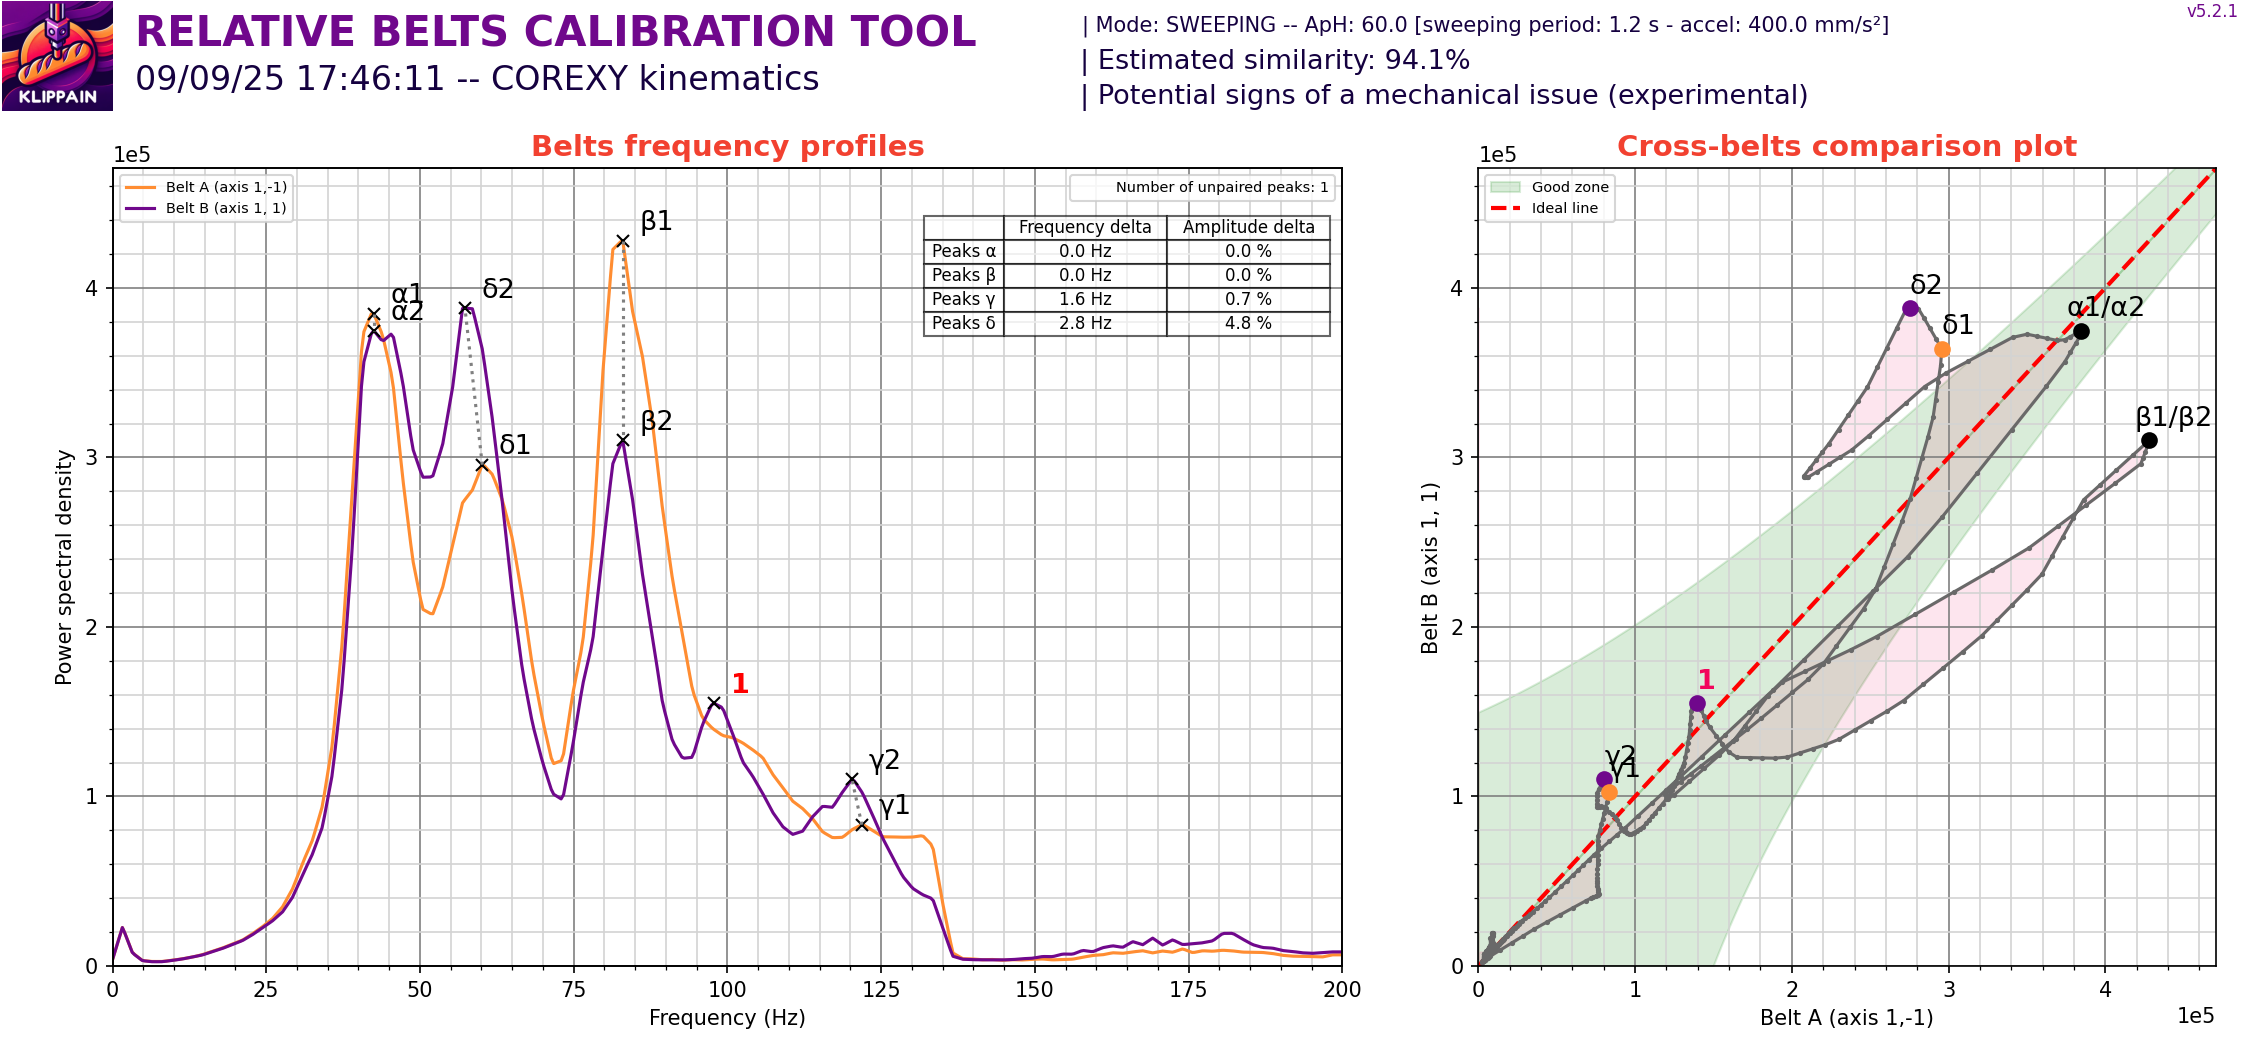 KLIPPAIN
RELATIVE BELTS CALIBRATION TOOL
09/09/25 17:46:11 -- COREXY kinematics
| Mode: SWEEPING -- ApH: 60.0 [sweeping period: 1.2 s - accel: 400.0 mm/s²]
| Estimated similarity: 94.1%
| Potential signs of a mechanical issue (experimental)
v5.2.1
Belts frequency profiles
1e5
Belt A (axis 1,-1)
Belt B (axis 1, 1)
Number of unpaired peaks: 1
Frequency delta Amplitude delta
Peaks α 0.0 Hz 0.0 %
Peaks β 0.0 Hz 0.0 %
Peaks γ 1.6 Hz 0.7 %
Peaks δ 2.8 Hz 4.8 %
α1
α2
δ2
δ1
β1
β2
1
γ2
γ1
Power spectral density
4
3
2
1
0
0 25 50 75 100 125 150 175 200
Frequency (Hz)
Cross-belts comparison plot
1e5
Good zone
Ideal line
δ2
δ1
α1/α2
β1/β2
1
γ2
γ1
Belt B (axis 1, 1)
4
3
2
1
0
0 1 2 3 4
Belt A (axis 1,-1)
1e5